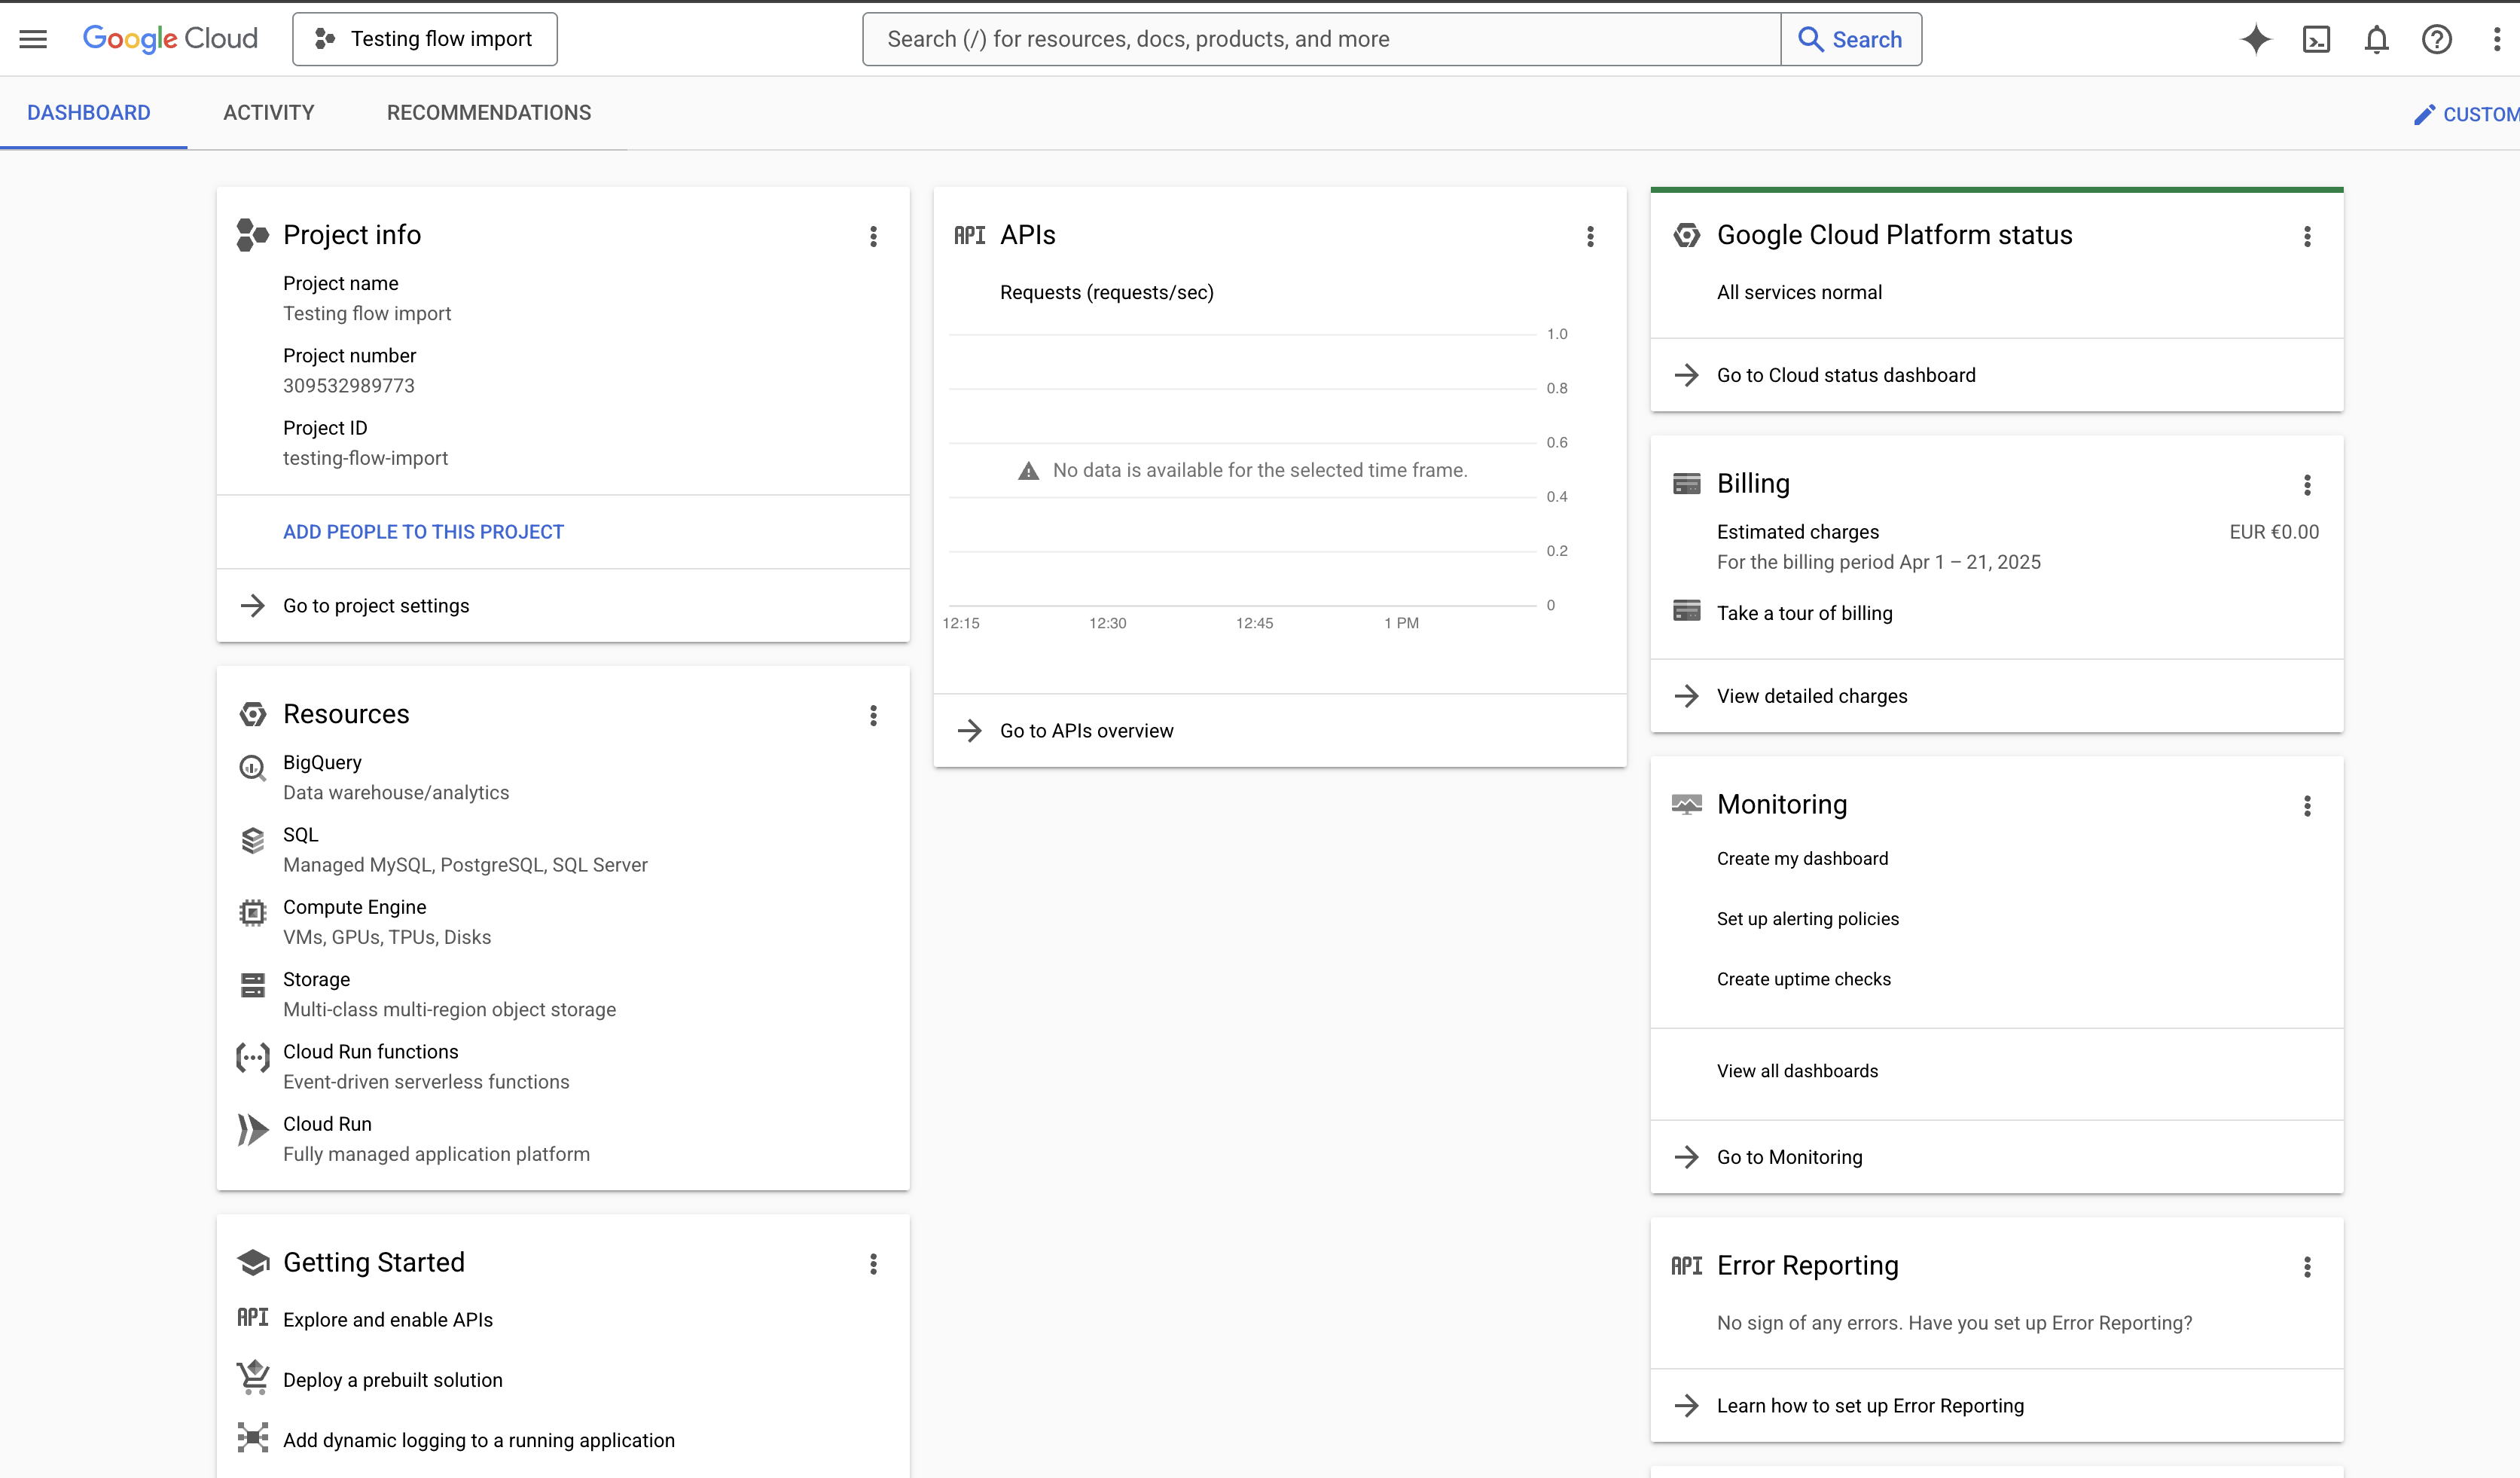 Google Cloud
Testing flow import
Search (/) for resources, docs, products, and more
Search
DASHBOARD
ACTIVITY
RECOMMENDATIONS
CUSTOM
Project info
Project name
Testing flow import
Project number
309532989773
Project ID
testing-flow-import
ADD PEOPLE TO THIS PROJECT
Go to project settings
Resources
BigQuery
Data warehouse/analytics
SQL
Managed MySQL, PostgreSQL, SQL Server
Compute Engine
VMs, GPUs, TPUs, Disks
Storage
Multi-class multi-region object storage
Cloud Run functions
Event-driven serverless functions
Cloud Run
Fully managed application platform
Getting Started
API Explore and enable APIs
Deploy a prebuilt solution
Add dynamic logging to a running application
API APIs
Requests (requests/sec)
1.0
0.8
0.6
No data is available for the selected time frame.
0.4
0.2
0
12:15 12:30 12:45 1 PM
Go to APIs overview
Google Cloud Platform status
All services normal
Go to Cloud status dashboard
Billing
Estimated charges EUR €0.00
For the billing period Apr 1 – 21, 2025
Take a tour of billing
View detailed charges
Monitoring
Create my dashboard
Set up alerting policies
Create uptime checks
View all dashboards
Go to Monitoring
API Error Reporting
No sign of any errors. Have you set up Error Reporting?
Learn how to set up Error Reporting